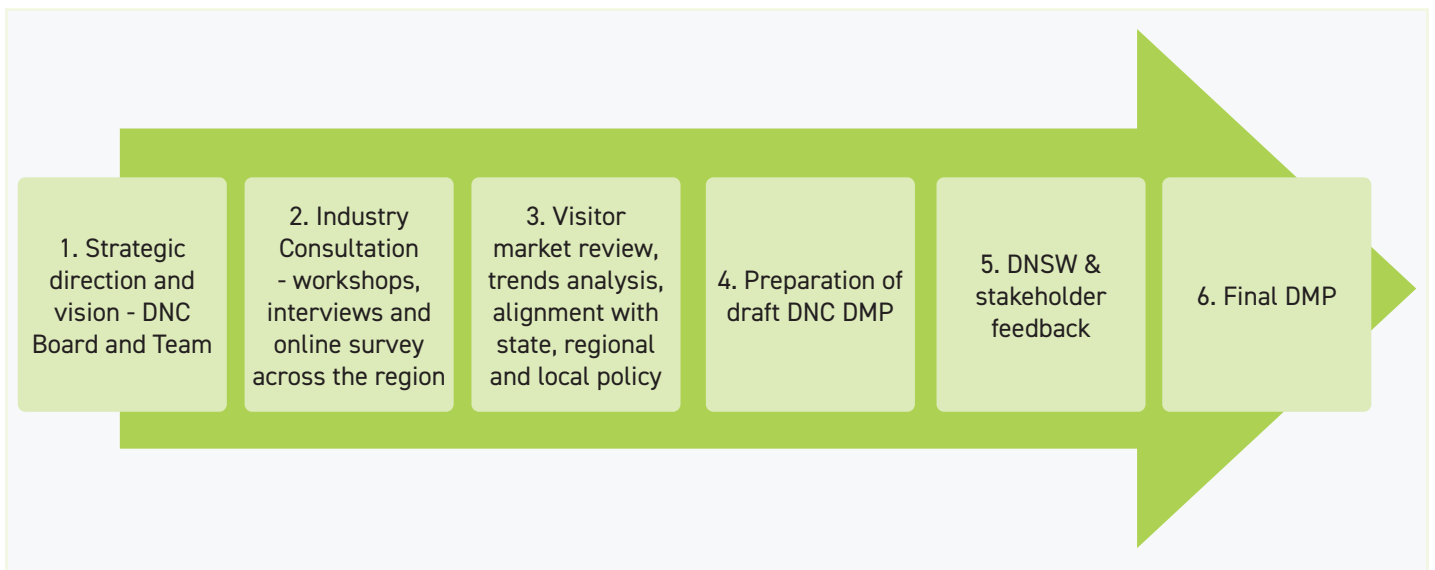 1. Strategic
direction and
vision - DNC
Board and Team
2. Industry
Consultation
- workshops,
interviews and
online survey
across the region
3. Visitor
market review,
trends analysis,
alignment with
state, regional
and local policy
4. Preparation of
draft DNC DMP
5. DNSW &
stakeholder
feedback
6. Final DMP